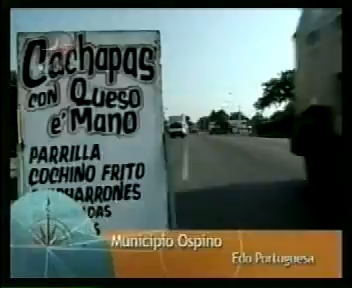 Cachapas
con Queso
e' Mano
PARRILLA
COCHINO FRITO
Municipio Ospino
Edo Portuguesa